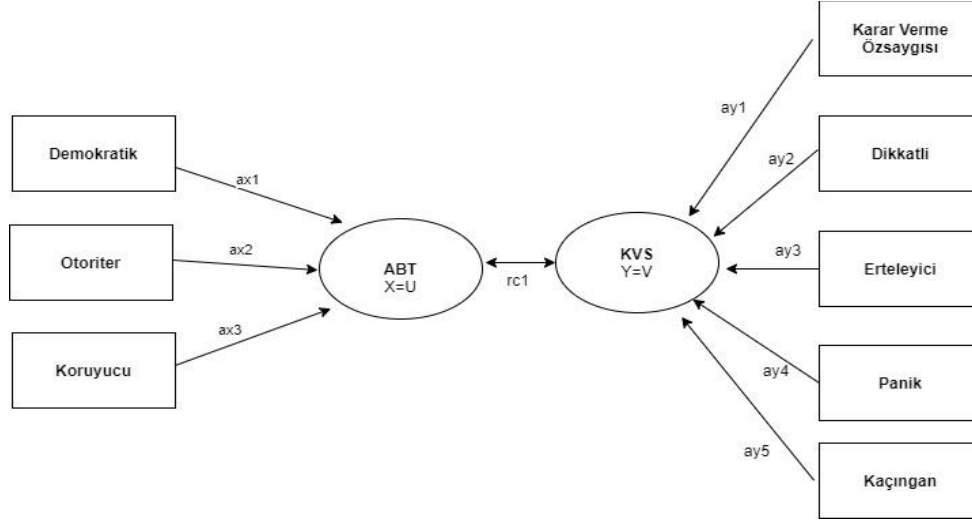 Karar Verme
Özsaygısı
ay1
Demokratik
ax1
ay2
Dikkatli
Otoriter
ax2
ABT
X=U
rc1
KVS
Y=V
ay3
Erteleyici
ax3
Koruyucu
ay4
Panik
ay5
Kaçıngan